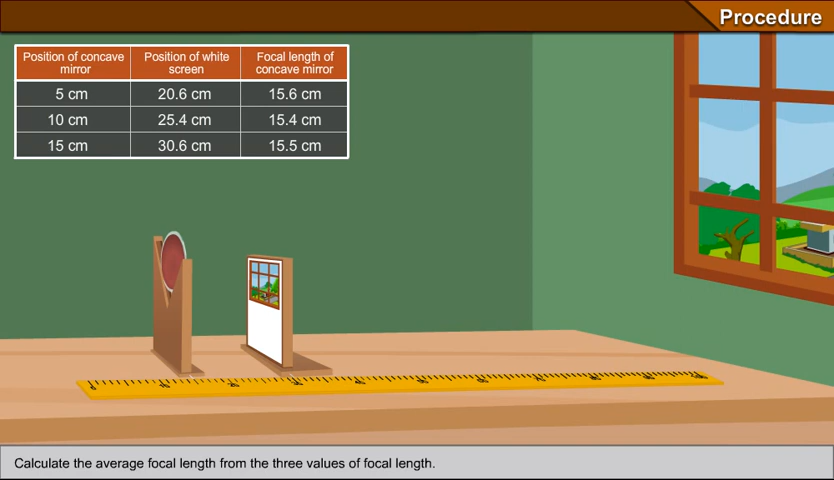 Procedure
Position of concave mirror
Position of white screen
Focal length of concave mirror
5 cm 20.6 cm 15.6 cm
10 cm 25.4 cm 15.4 cm
15 cm 30.6 cm 15.5 cm
Calculate the average focal length from the three values of focal length.